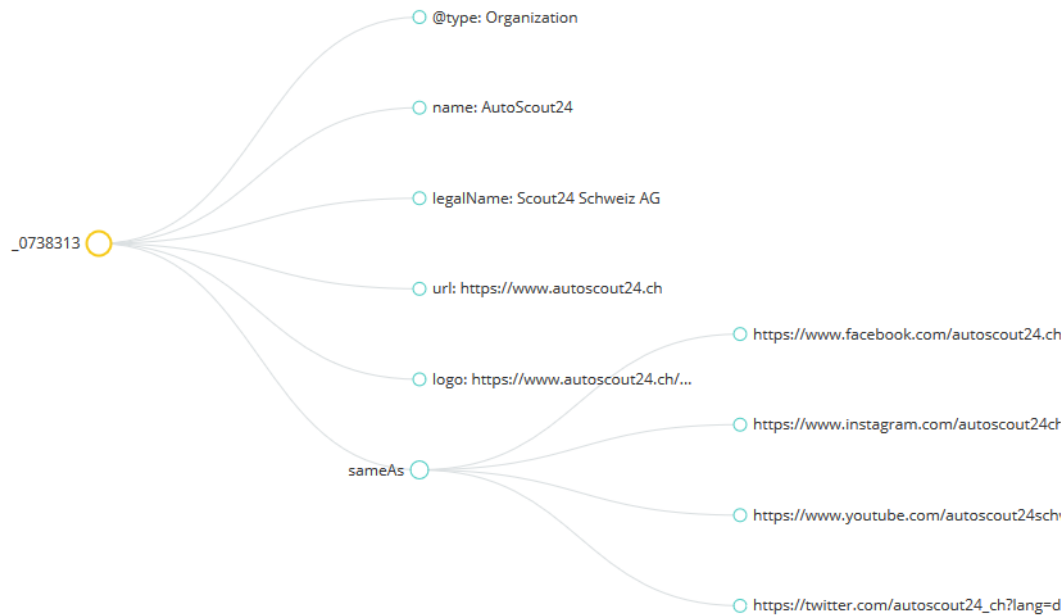 @type: Organization
name: AutoScout24
legalName: Scout24 Schweiz AG
_0738313
url: https://www.autoscout24.ch
https://www.facebook.com/autoscout24.ch
logo: https://www.autoscout24.ch/...
https://www.instagram.com/autoscout24ch
sameAs
https://www.youtube.com/autoscout24schw
https://twitter.com/autoscout24_ch?lang=d